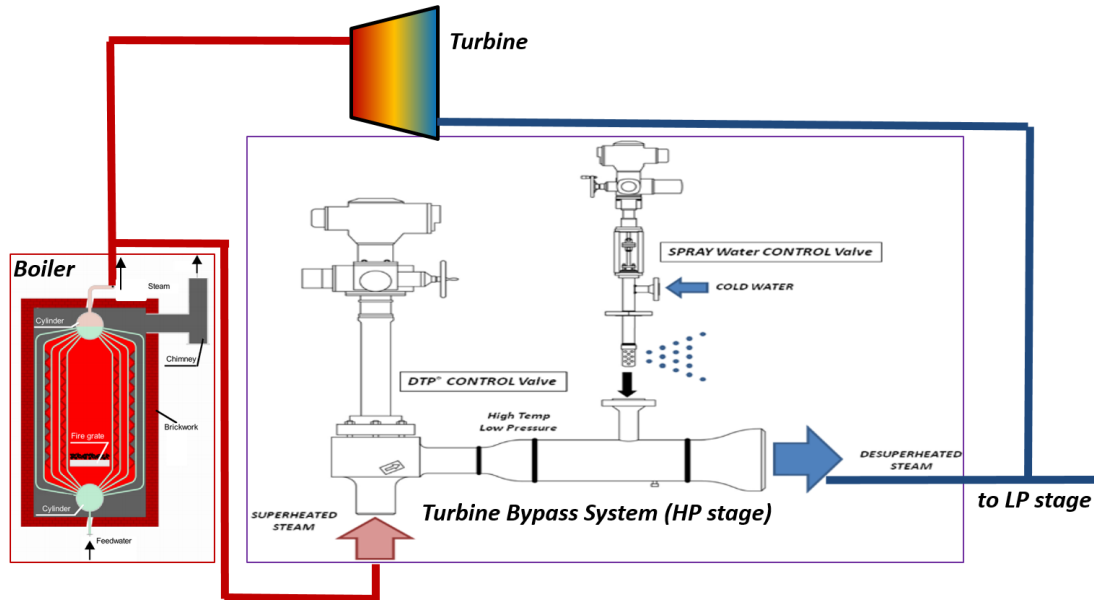 Turbine
Boiler
Steam
Cylinder
Chimney
Brickwork
Fire grate
Cylinder
Feedwater
SPRAY Water CONTROL Valve
COLD WATER
DTP® CONTROL Valve
High Temp
Low Pressure
SUPERHEATED
STEAM
Turbine Bypass System (HP stage)
DESUPERHEATED
STEAM
to LP stage